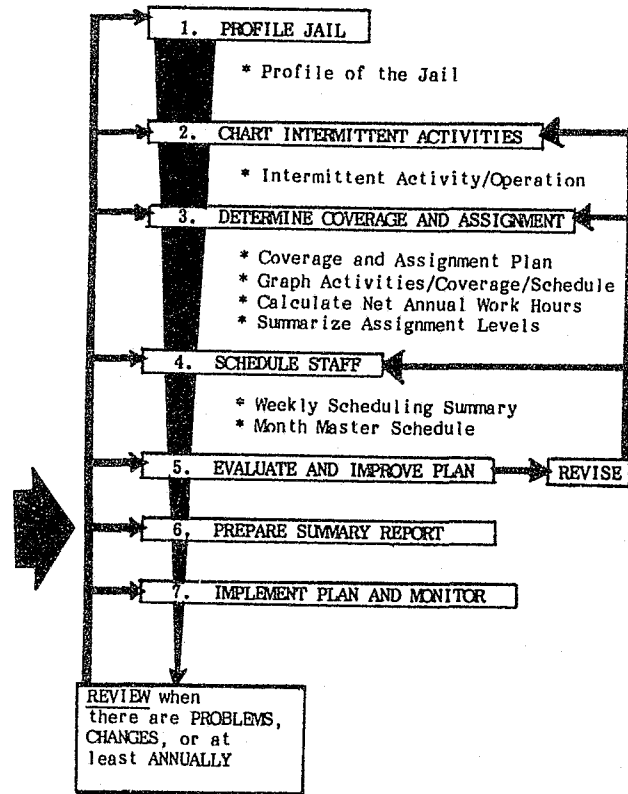 1. PROFILE JAIL
* Profile of the Jail
2. CHART INTERMITTENT ACTIVITIES
* Intermittent Activity/Operation
3. DETERMINE COVERAGE AND ASSIGNMENT
* Coverage and Assignment Plan
* Graph Activities/Coverage/Schedule
* Calculate Net Annual Work Hours
* Summarize Assignment Levels
4. SCHEDULE STAFF
* Weekly Scheduling Summary
* Month Master Schedule
5. EVALUATE AND IMPROVE PLAN
REVISE
6. PREPARE SUMMARY REPORT
7. IMPLEMENT PLAN AND MONITOR
REVIEW when
there are PROBLEMS,
CHANGES, or at
least ANNUALLY